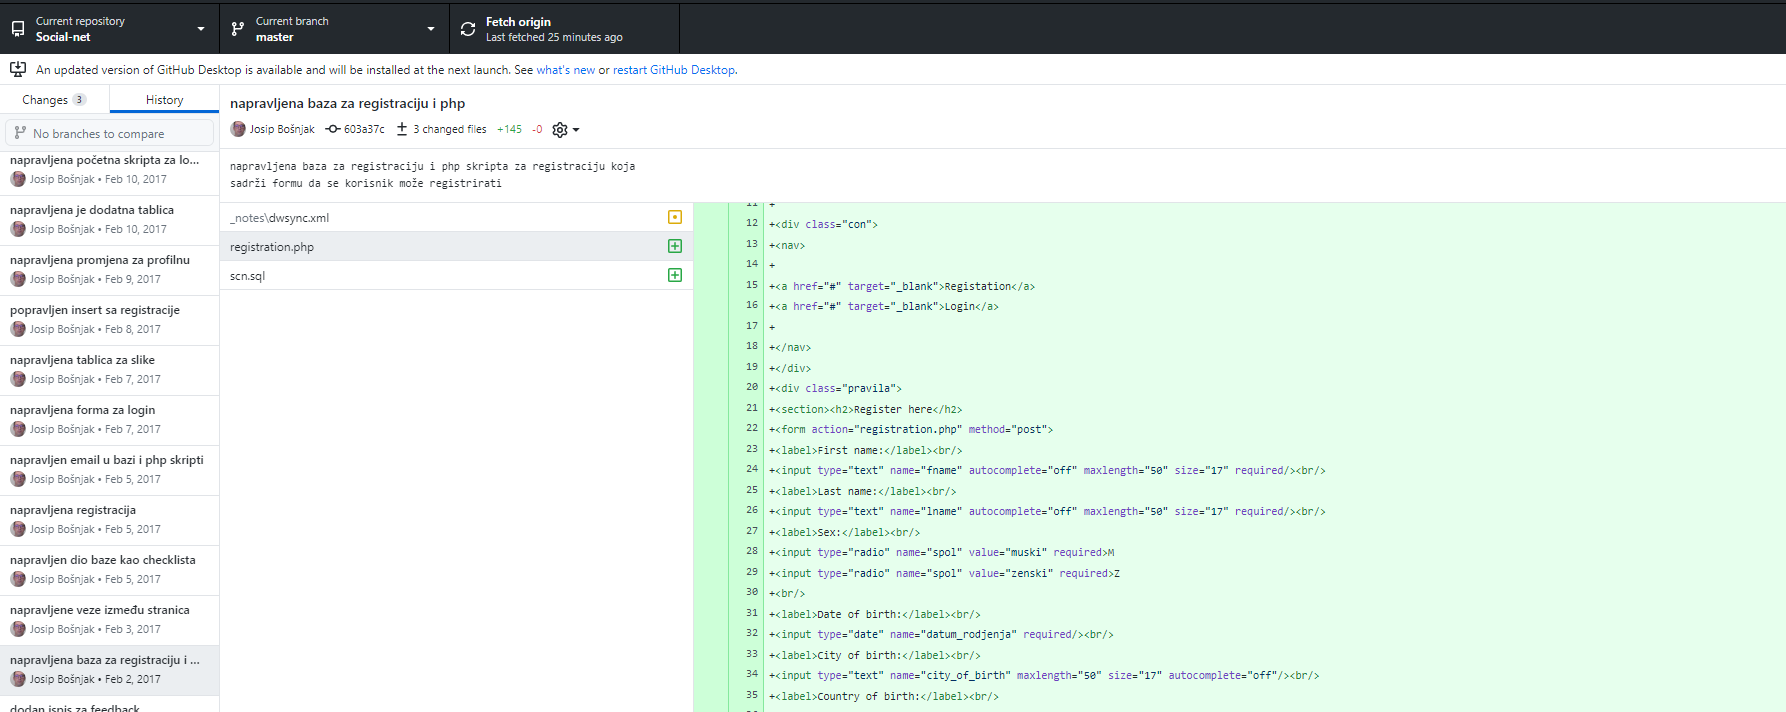 Current repository
Social-net
Current branch
master
Fetch origin
Last fetched 25 minutes ago
An updated version of GitHub Desktop is available and will be installed at the next launch. See what's new or restart GitHub Desktop.
Changes 3
History
No branches to compare
napravljena početna skripta za lo...
Josip Bošnjak • Feb 10, 2017
napravljena je dodatna tablica
Josip Bošnjak • Feb 10, 2017
napravljena promjena za profilnu
Josip Bošnjak • Feb 9, 2017
popravljen insert sa registracije
Josip Bošnjak • Feb 8, 2017
napravljena tablica za slike
Josip Bošnjak • Feb 7, 2017
napravljena forma za login
Josip Bošnjak • Feb 7, 2017
napravljen email u bazi i php skripti
Josip Bošnjak • Feb 5, 2017
napravljena registracija
Josip Bošnjak • Feb 5, 2017
napravljen dio baze kao checklista
Josip Bošnjak • Feb 5, 2017
napravljene veze između stranica
Josip Bošnjak • Feb 3, 2017
napravljena baza za registraciju i ...
Josip Bošnjak • Feb 2, 2017
dodan ispis za feedback
napravljena baza za registraciju i php
Josip Bošnjak 603a37c 3 changed files +145 -0
napravljena baza za registraciju i php skripta za registraciju koja
sadrži formu da se korisnik može registrirati
_notes\dwsync.xml
registration.php
scn.sql
11 +
12 +<div class="con">
13 +<nav>
14 +
15 +<a href="#" target="_blank">Registation</a>
16 +<a href="#" target="_blank">Login</a>
17 +
18 +</nav>
19 +</div>
20 +<div class="pravila">
21 +<section><h2>Register here</h2>
22 +<form action="registration.php" method="post">
23 +<label>First name:</label><br/>
24 +<input type="text" name="fname" autocomplete="off" maxlength="50" size="17" required/><br/>
25 +<label>Last name:</label><br/>
26 +<input type="text" name="lname" autocomplete="off" maxlength="50" size="17" required/><br/>
27 +<label>Sex:</label><br/>
28 +<input type="radio" name="spol" value="muski" required>M
29 +<input type="radio" name="spol" value="zenski" required>Z
30 +<br/>
31 +<label>Date of birth:</label><br/>
32 +<input type="date" name="datum_rodjenja" required/><br/>
33 +<label>City of birth:</label><br/>
34 +<input type="text" name="city_of_birth" maxlength="50" size="17" autocomplete="off"/><br/>
35 +<label>Country of birth:</label><br/>